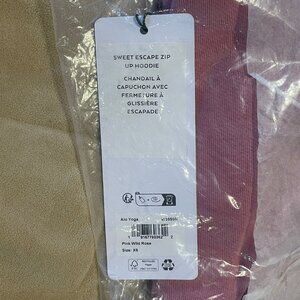 SWEET ESCAPE ZIP
UP HOODIE
CHANDAIL À
CAPUCHON AVEC
FERMETURE À
GLISSIÈRE
ESCAPADE
Alo Yoga
Pink Wild Rose
Size: XS